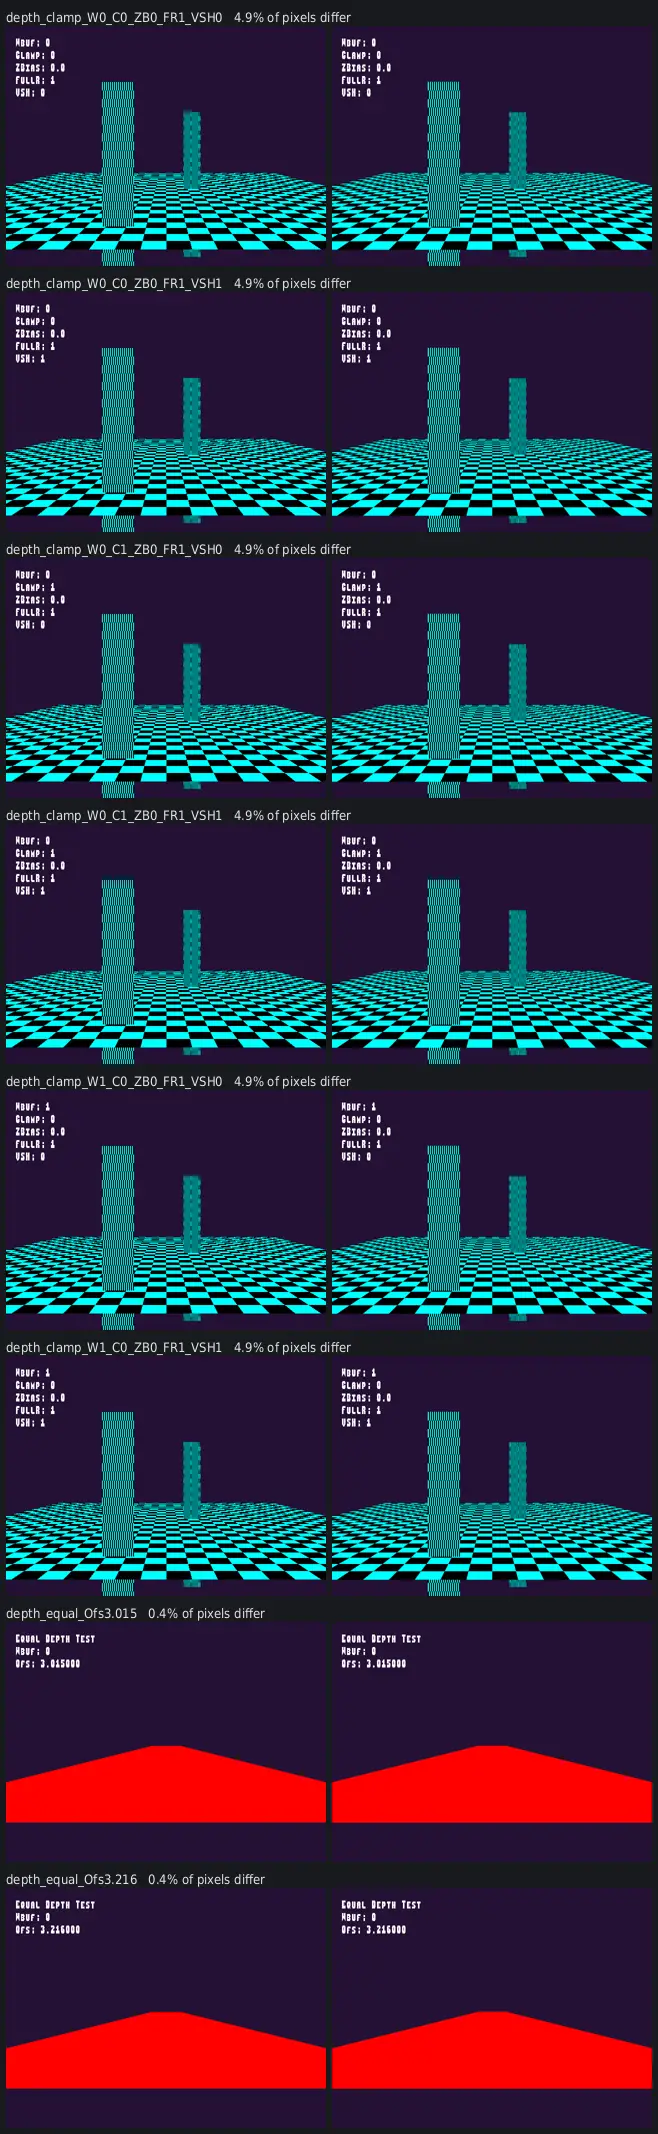 depth_clamp_W0_C0_ZB0_FR1_VSH0 4.9% of pixels differ
WBUF: 0 WBUF: 0
CLAMP: 0 CLAMP: 0
ZBIAS: 0.0 ZBIAS: 0.0
FULLR: 1 FULLR: 1
VSH: 0 VSH: 0
depth_clamp_W0_C0_ZB0_FR1_VSH1 4.9% of pixels differ
WBUF: 0 WBUF: 0
CLAMP: 0 CLAMP: 0
ZBIAS: 0.0 ZBIAS: 0.0
FULLR: 1 FULLR: 1
VSH: 1 VSH: 1
depth_clamp_W0_C1_ZB0_FR1_VSH0 4.9% of pixels differ
WBUF: 0 WBUF: 0
CLAMP: 1 CLAMP: 1
ZBIAS: 0.0 ZBIAS: 0.0
FULLR: 1 FULLR: 1
VSH: 0 VSH: 0
depth_clamp_W0_C1_ZB0_FR1_VSH1 4.9% of pixels differ
WBUF: 0 WBUF: 0
CLAMP: 1 CLAMP: 1
ZBIAS: 0.0 ZBIAS: 0.0
FULLR: 1 FULLR: 1
VSH: 1 VSH: 1
depth_clamp_W1_C0_ZB0_FR1_VSH0 4.9% of pixels differ
WBUF: 1 WBUF: 1
CLAMP: 0 CLAMP: 0
ZBIAS: 0.0 ZBIAS: 0.0
FULLR: 1 FULLR: 1
VSH: 0 VSH: 0
depth_clamp_W1_C0_ZB0_FR1_VSH1 4.9% of pixels differ
WBUF: 1 WBUF: 1
CLAMP: 0 CLAMP: 0
ZBIAS: 0.0 ZBIAS: 0.0
FULLR: 1 FULLR: 1
VSH: 1 VSH: 1
depth_equal_Ofs3.015 0.4% of pixels differ
EQUAL DEPTH TEST EQUAL DEPTH TEST
WBUF: 0 WBUF: 0
OFS: 3.015000 OFS: 3.015000
depth_equal_Ofs3.216 0.4% of pixels differ
EQUAL DEPTH TEST EQUAL DEPTH TEST
WBUF: 0 WBUF: 0
OFS: 3.216000 OFS: 3.216000